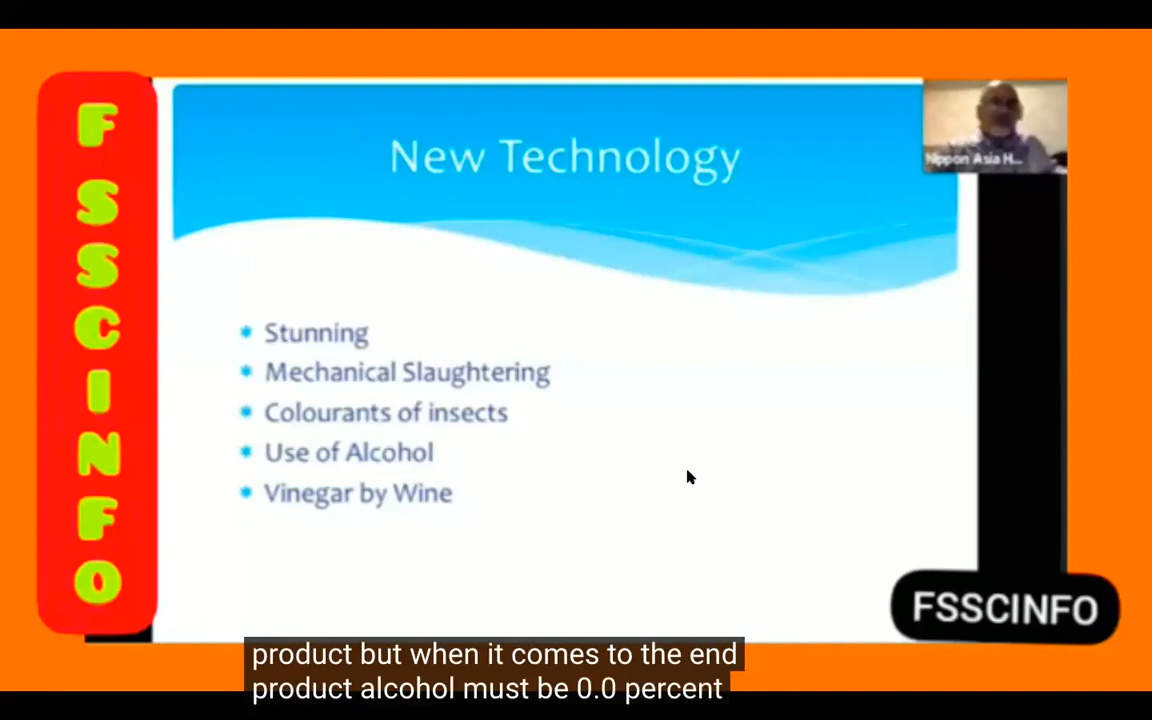 F
S
S
C
I
N
F
O
New Technology
Nippon Asia H...
Stunning
Mechanical Slaughtering
Colourants of insects
Use of Alcohol
Vinegar by Wine
FSSCINFO
product but when it comes to the end
product alcohol must be 0.0 percent